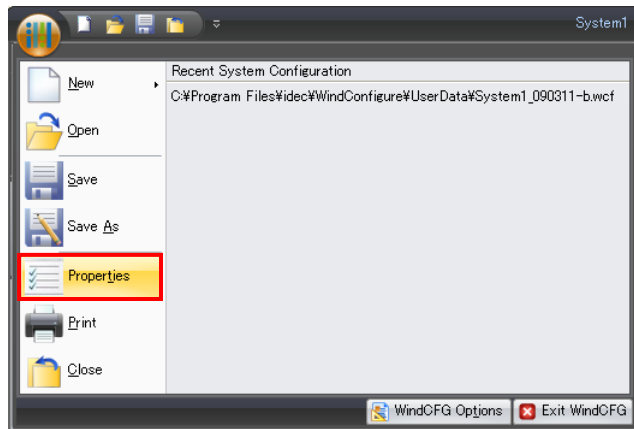 System1
Recent System Configuration
C:¥Program Files¥idec¥WindConfigure¥UserData¥System1_090311-b.wcf
New
Open
Save
Save As
Properties
Print
Close
WindCFG Options
Exit WindCFG